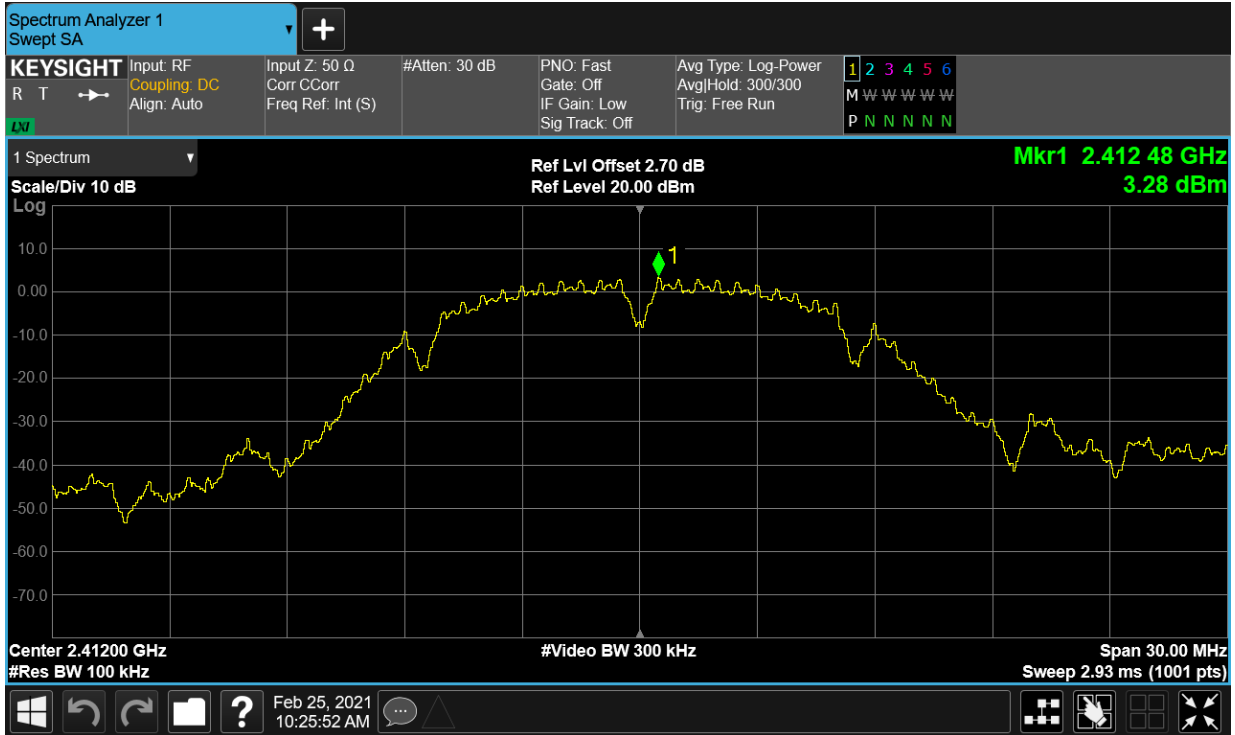 Spectrum Analyzer 1
Swept SA
+
KEYSIGHT
R T
LXI
Input: RF
Coupling: DC
Align: Auto
Input Z: 50 Ω
Corr CCorr
Freq Ref: Int (S)
#Atten: 30 dB
PNO: Fast
Gate: Off
IF Gain: Low
Sig Track: Off
Avg Type: Log-Power
Avg|Hold: 300/300
Trig: Free Run
1 2 3 4 5 6
M W W W W W
P N N N N N
1 Spectrum
Scale/Div 10 dB
Log
Ref Lvl Offset 2.70 dB
Ref Level 20.00 dBm
Mkr1 2.412 48 GHz
3.28 dBm
1
10.0
0.00
-10.0
-20.0
-30.0
-40.0
-50.0
-60.0
-70.0
Center 2.41200 GHz
#Res BW 100 kHz
#Video BW 300 kHz
Span 30.00 MHz
Sweep 2.93 ms (1001 pts)
?
Feb 25, 2021
10:25:52 AM